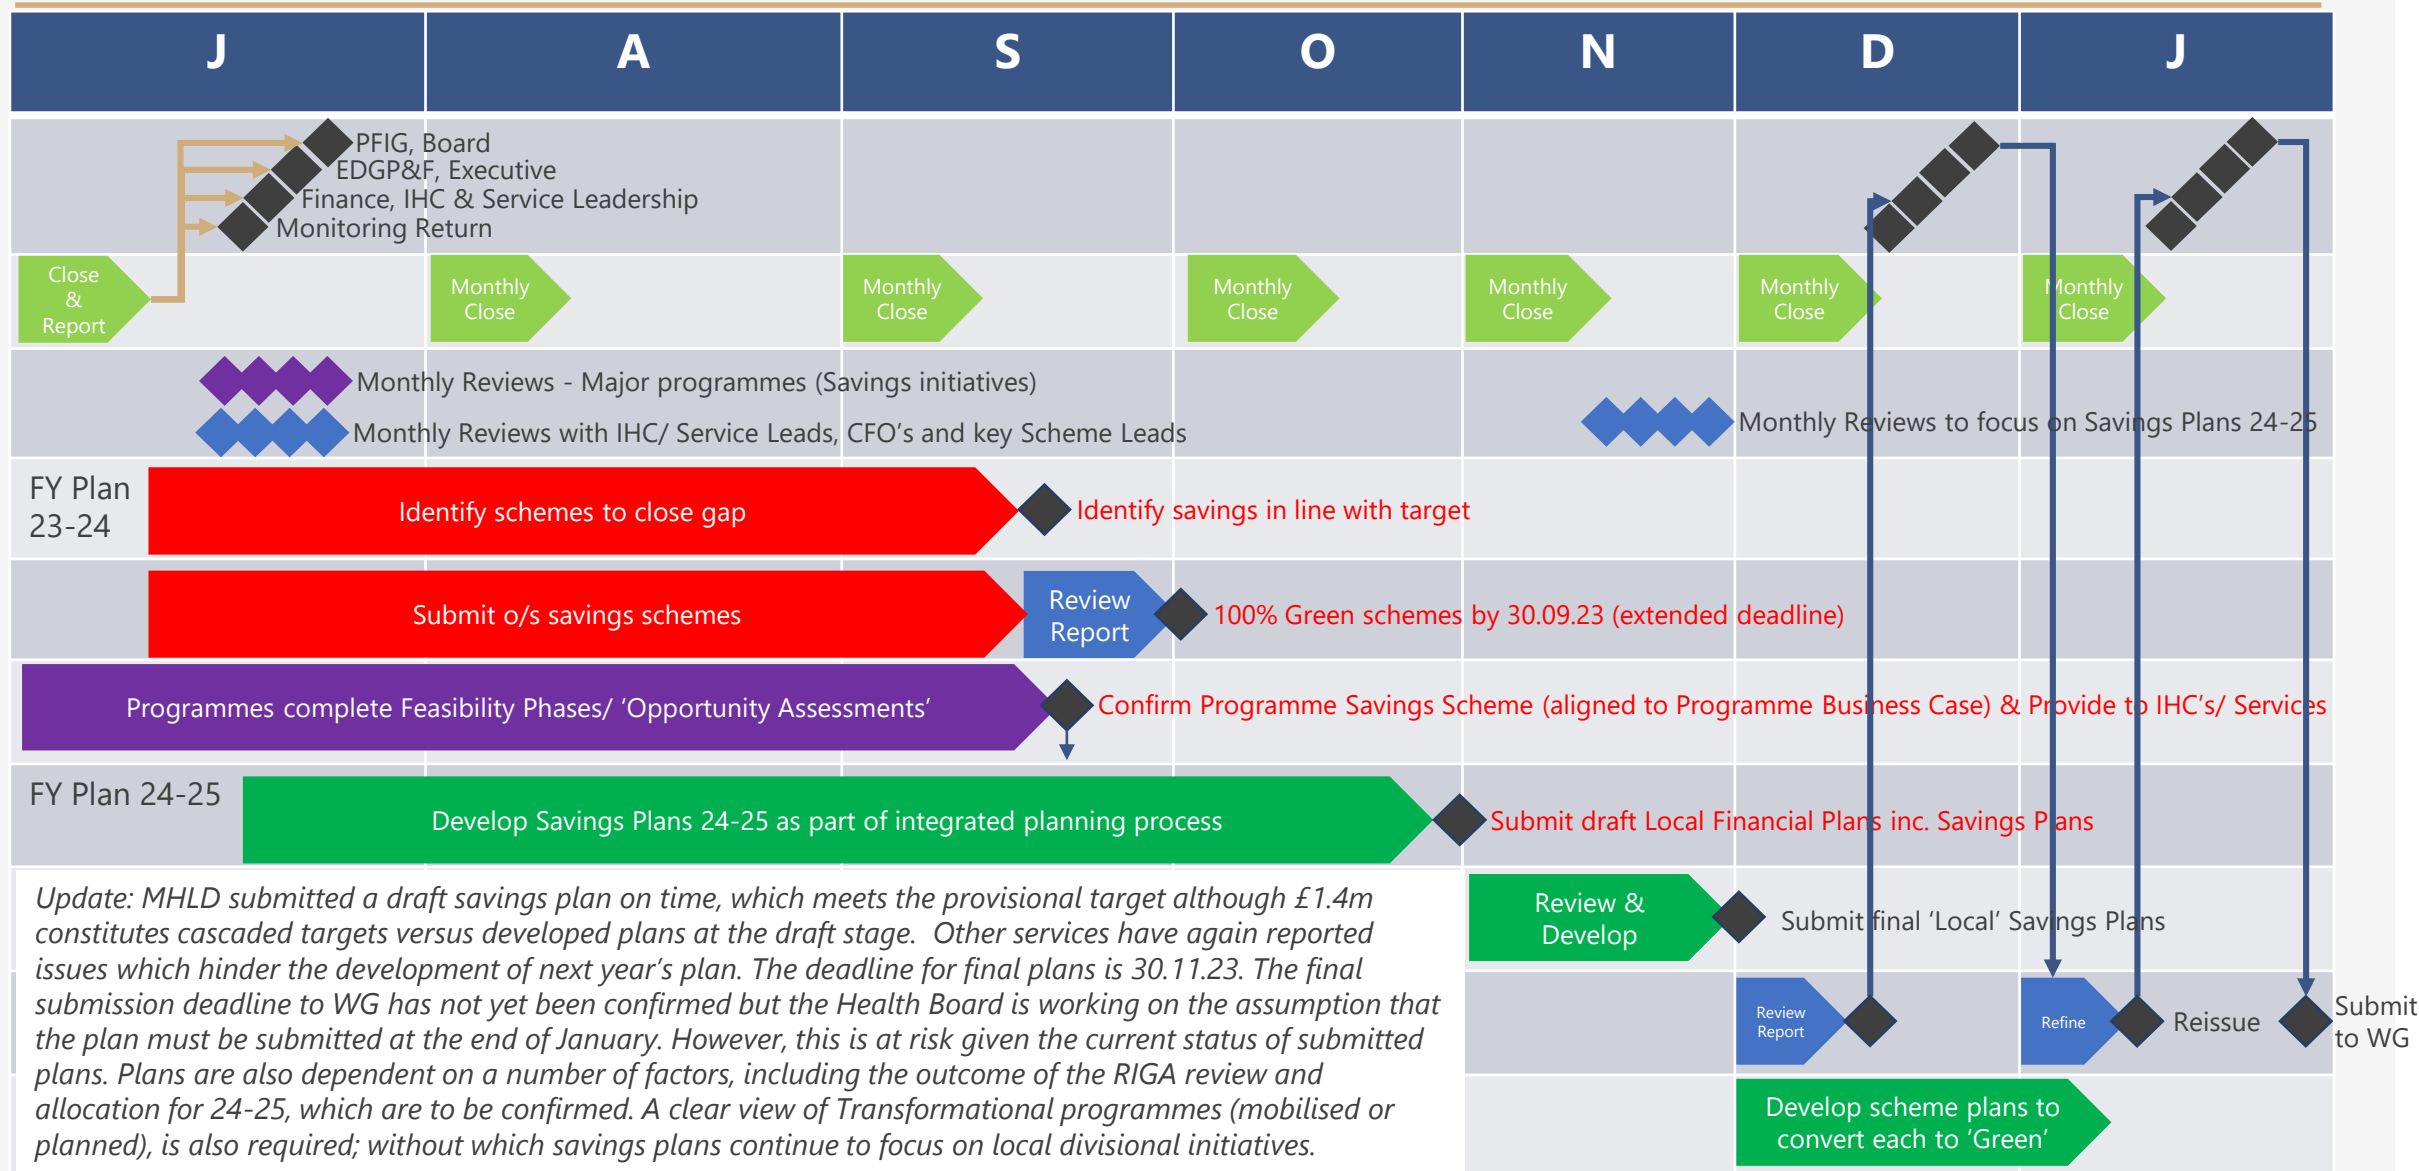 J A S O N D J
PFIG, Board
EDGP&F, Executive
Finance, IHC & Service Leadership
Monitoring Return
Close
&
Report
Monthly
Close
Monthly
Close
Monthly
Close
Monthly
Close
Monthly
Close
Monthly
Close
Monthly Reviews - Major programmes (Savings initiatives)
Monthly Reviews with IHC/ Service Leads, CFO's and key Scheme Leads
Monthly Reviews to focus on Savings Plans 24-25
FY Plan
23-24
Identify schemes to close gap
Identify savings in line with target
Submit o/s savings schemes
Review
Report
100% Green schemes by 30.09.23 (extended deadline)
Programmes complete Feasibility Phases/ ‘Opportunity Assessments’
Confirm Programme Savings Scheme (aligned to Programme Business Case) & Provide to IHC's/ Services
FY Plan 24-25
Develop Savings Plans 24-25 as part of integrated planning process
Submit draft Local Financial Plans inc. Savings Plans
Update: MHLD submitted a draft savings plan on time, which meets the provisional target although £1.4m
constitutes cascaded targets versus developed plans at the draft stage.  Other services have again reported
issues which hinder the development of next year's plan. The deadline for final plans is 30.11.23. The final
submission deadline to WG has not yet been confirmed but the Health Board is working on the assumption that
the plan must be submitted at the end of January. However, this is at risk given the current status of submitted
plans. Plans are also dependent on a number of factors, including the outcome of the RIGA review and
allocation for 24-25, which are to be confirmed. A clear view of Transformational programmes (mobilised or
planned), is also required; without which savings plans continue to focus on local divisional initiatives.
Review &
Develop
Submit final ‘Local’ Savings Plans
Review
Report
Refine
Reissue
Submit
to WG
Develop scheme plans to
convert each to ‘Green’